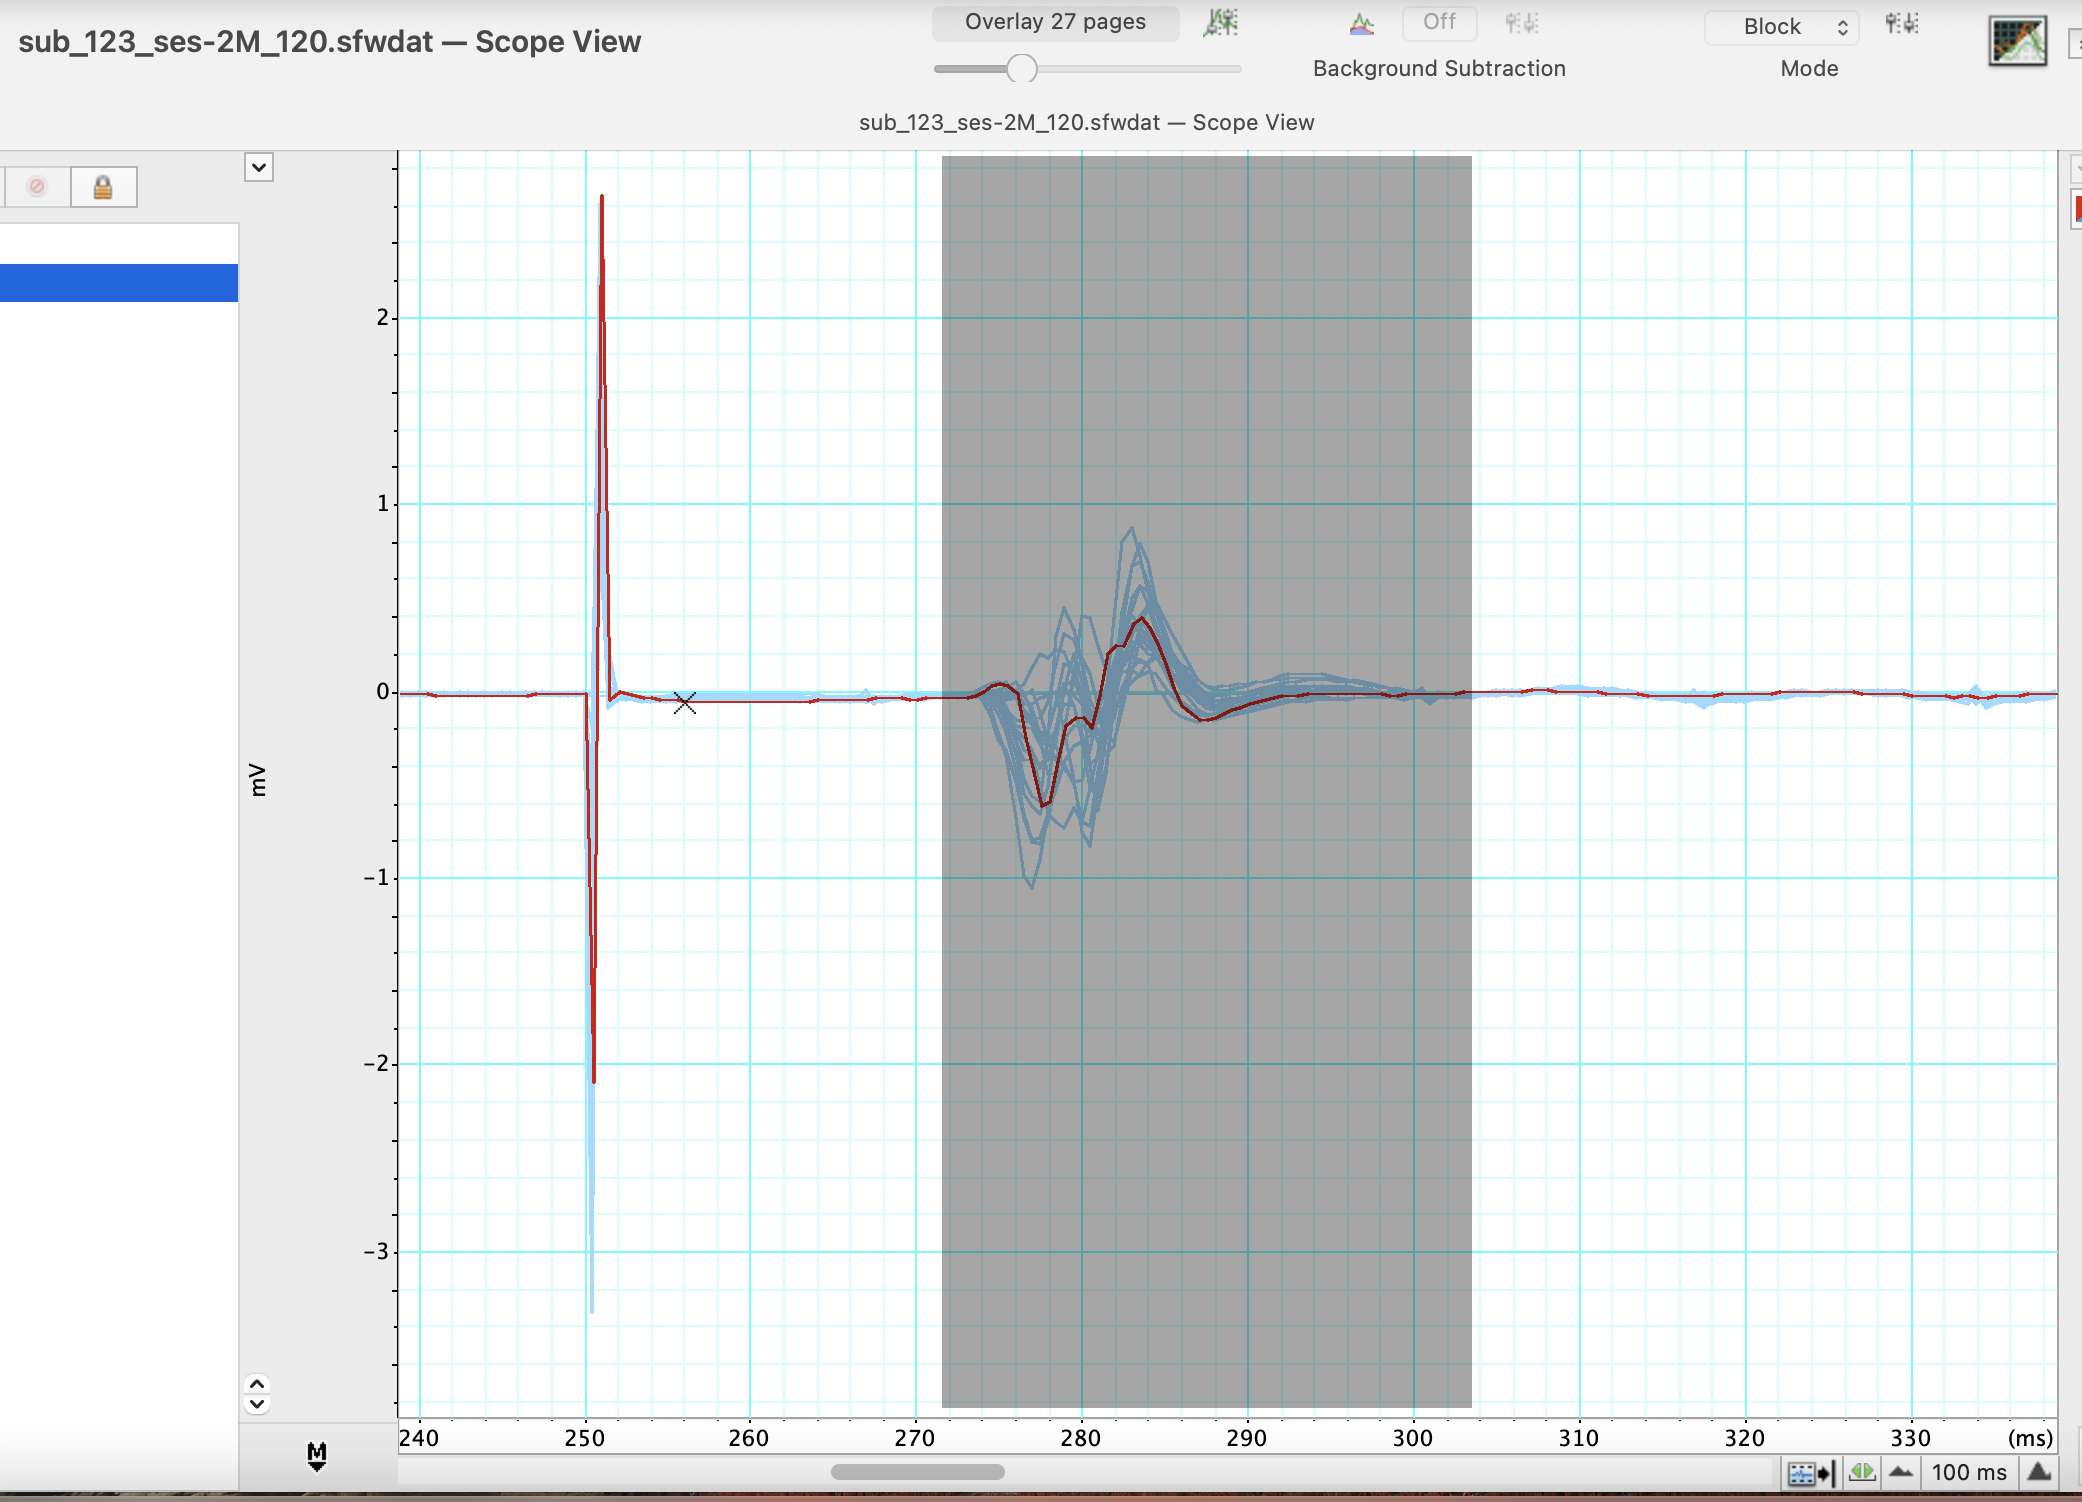 sub_123_ses-2M_120.sfwdat — Scope View
Overlay 27 pages
Off
Background Subtraction
Block
Mode
sub_123_ses-2M_120.sfwdat — Scope View
2
1
0
−1
−2
−3
mV
240 250 260 270 280 290 300 310 320 330 (ms)
M
100 ms